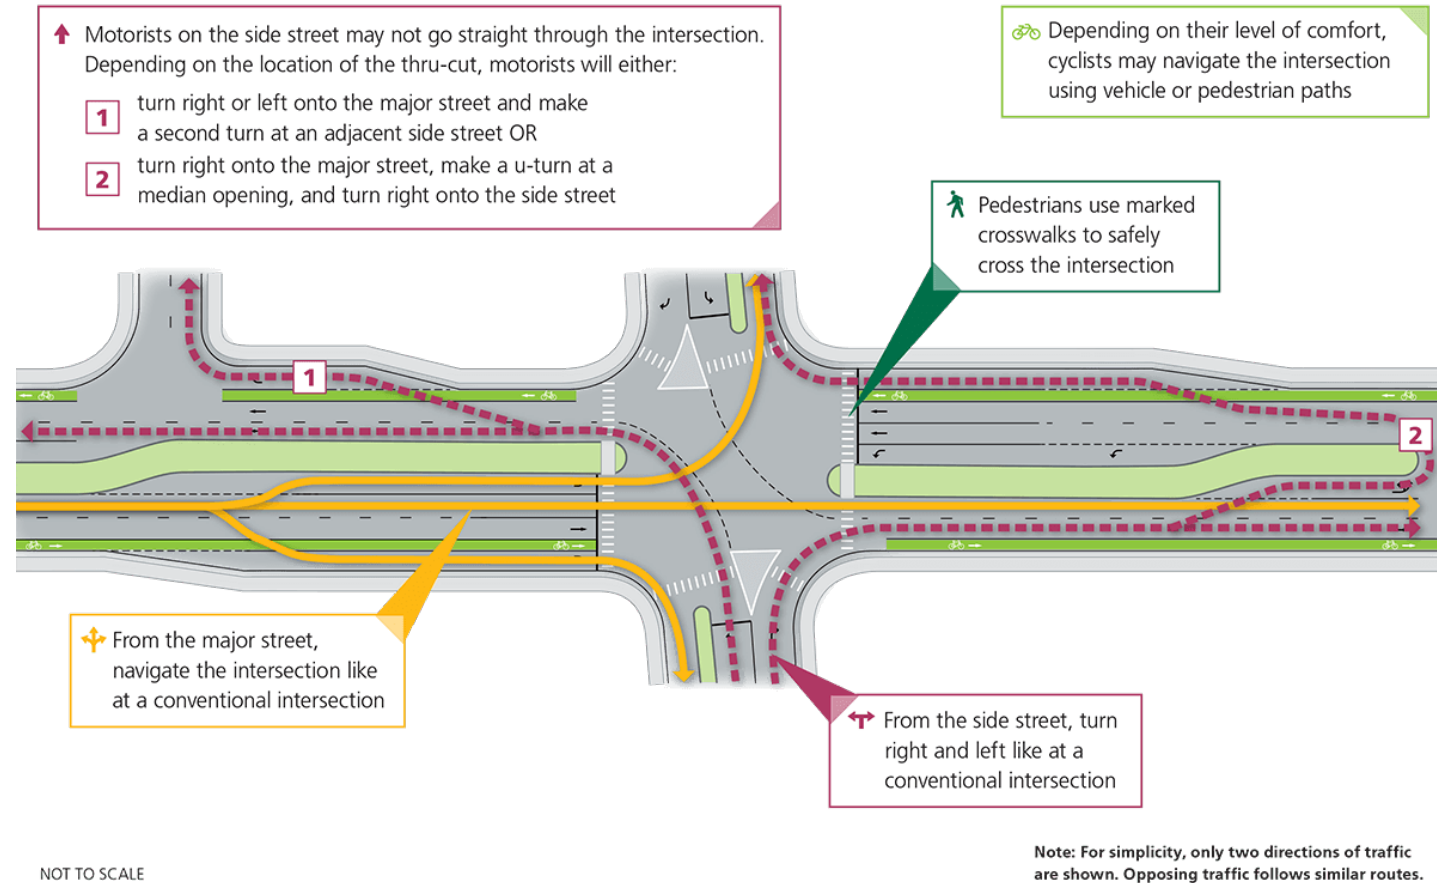 Motorists on the side street may not go straight through the intersection.
Depending on the location of the thru-cut, motorists will either:
1
turn right or left onto the major street and make
a second turn at an adjacent side street OR
2
turn right onto the major street, make a u-turn at a
median opening, and turn right onto the side street
Depending on their level of comfort,
cyclists may navigate the intersection
using vehicle or pedestrian paths
Pedestrians use marked
crosswalks to safely
cross the intersection
1
2
From the major street,
navigate the intersection like
at a conventional intersection
From the side street, turn
right and left like at a
conventional intersection
NOT TO SCALE
Note: For simplicity, only two directions of traffic
are shown. Opposing traffic follows similar routes.